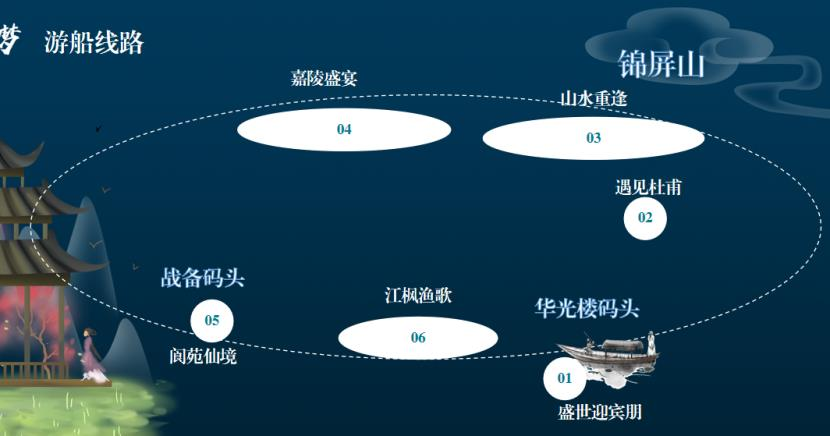 梦
游船线路
锦屏山
嘉陵盛宴
04
山水重逢
03
遇见杜甫
02
战备码头
05
阆苑仙境
江枫渔歌
06
华光楼码头
01
盛世迎宾朋